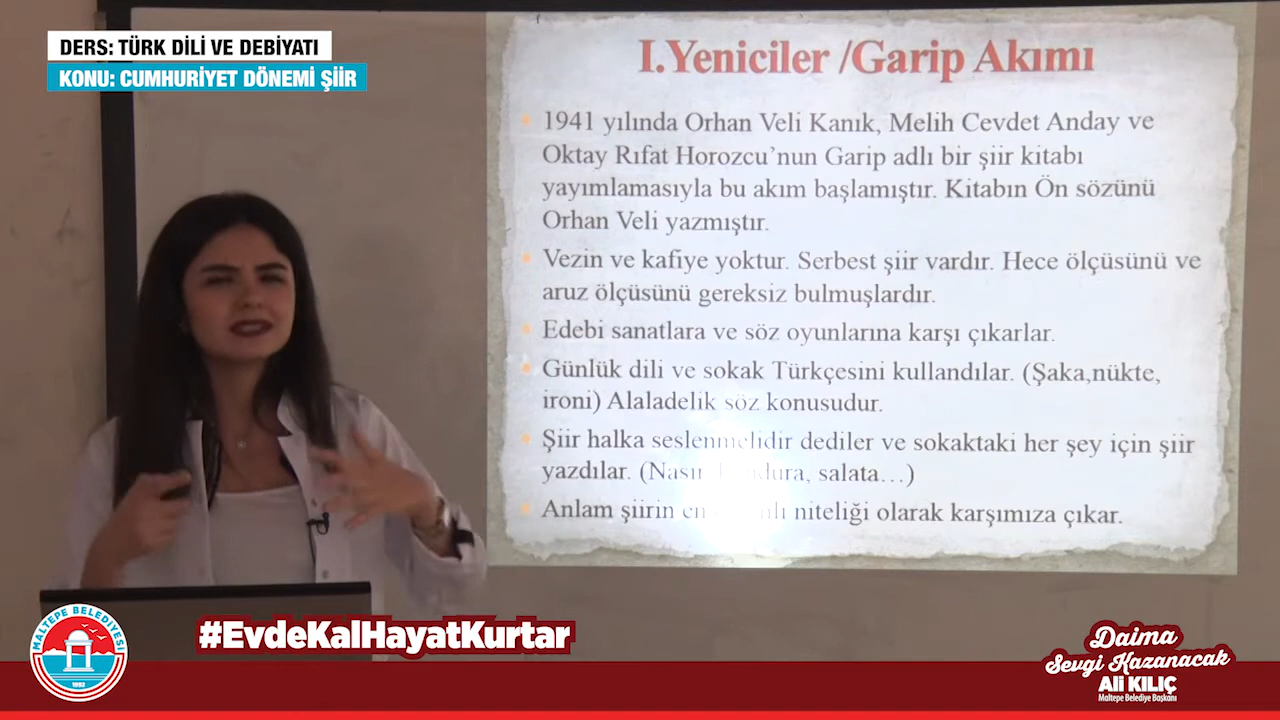 DERS: TÜRK DİLİ VE DEBİYATI
KONU: CUMHURİYET DÖNEMİ ŞİİR
I.Yeniciler /Garip Akımı
1941 yılında Orhan Veli Kanık, Melih Cevdet Anday ve
Oktay Rıfat Horozcu'nun Garip adlı bir şiir kitabı
yayımlamasıyla bu akım başlamıştır. Kitabın Ön sözünü
Orhan Veli yazmıştır.
Vezin ve kafiye yoktur. Serbest şiir vardır. Hece ölçüsünü ve
aruz ölçüsünü gereksiz bulmuşlardır.
Edebi sanatlara ve söz oyunlarına karşı çıkarlar.
Günlük dili ve sokak Türkçesini kullandılar. (Şaka,nükte,
ironi) Alaladelik söz konusudur.
Şiir halka seslenmelidir dediler ve sokaktaki her şey için şiir
yazdılar. (Nasır, salata…)
Anlam şiirin en niteliği olarak karşımıza çıkar.
MALTEPE BELEDİYESİ
1992
#EvdeKalHayatKurtar
Daima
Sevgi Kazanacak
Ali KILIÇ
Maltepe Belediye Başkanı